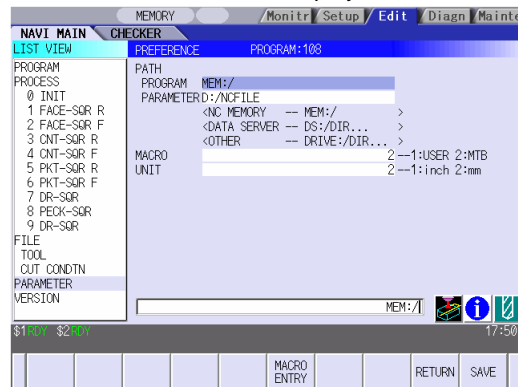 MEMORY Monitr Setup Edit Diagn Mainte
NAVI MAIN CHECKER
LIST VIEW PREFERENCE PROGRAM:108
PROGRAM
PROCESS
0 INIT
1 FACE-SQR R
2 FACE-SQR F
3 CNT-SQR R
4 CNT-SQR F
5 PKT-SQR R
6 PKT-SQR F
7 DR-SQR
8 PECK-SQR
9 DR-SQR
FILE
TOOL
CUT CONDTN
PARAMETER
VERSION
PATH
PROGRAM MEM:/
PARAMETER D:/NCFILE
<NC MEMORY -- MEM:/ >
<DATA SERVER -- DS:/DIR... >
<OTHER -- DRIVE:/DIR... >
MACRO 2 --1:USER 2:MTB
UNIT 2 --1:inch 2:mm
MEM:/
$1RDY $2RDY 17:50
MACRO ENTRY RETURN SAVE